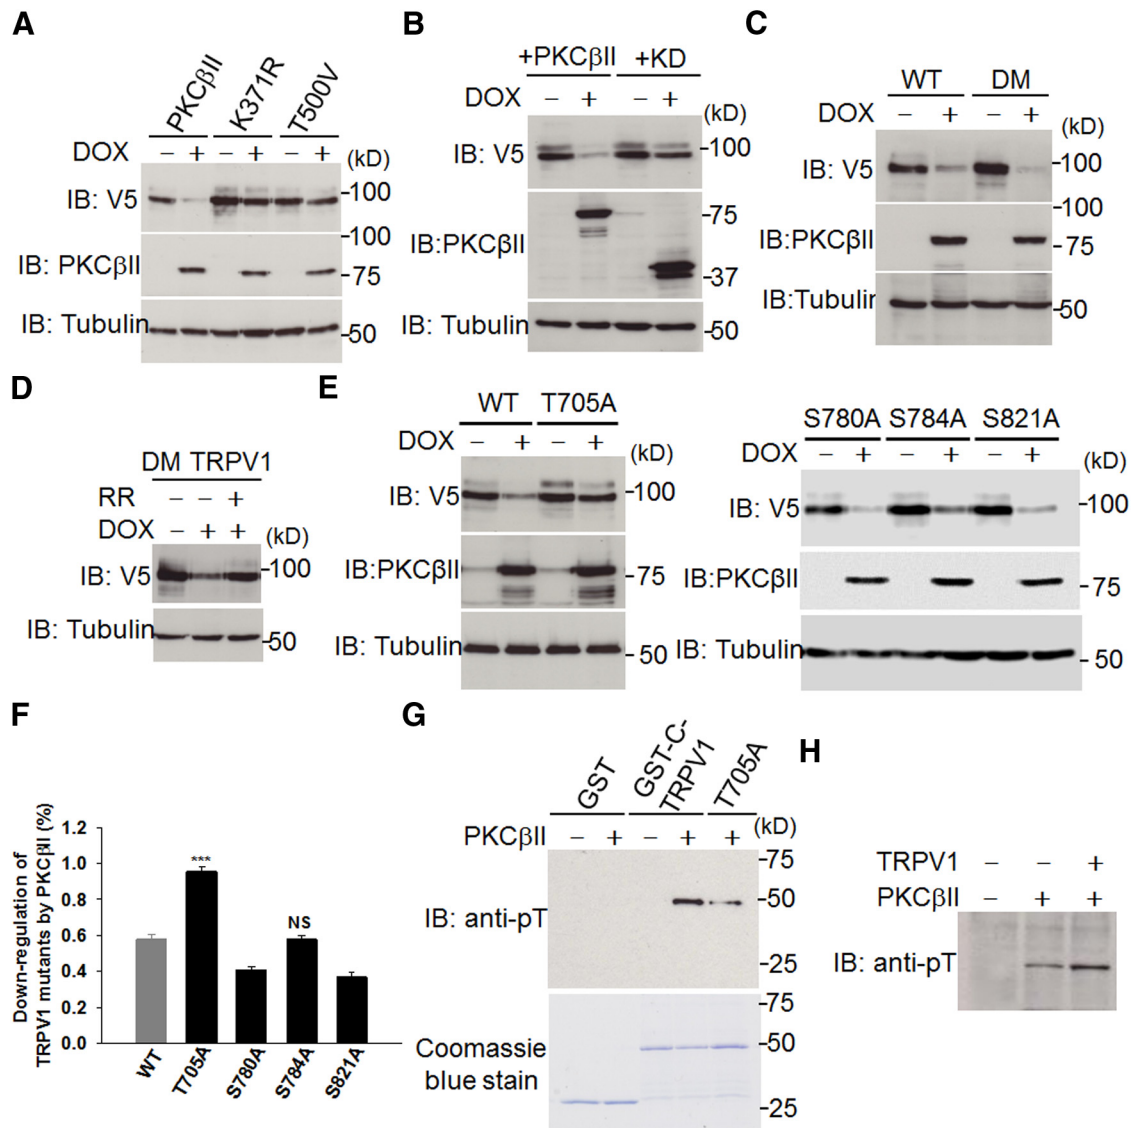 A
PKCβII K371R T500V
DOX − + − + − + (kD)
IB: V5
-100
-100
IB: PKCβII
-75
IB: Tubulin
-50
B
+PKCβII +KD
DOX − + − + (kD)
IB: V5
-100
-75
IB:PKCβII
-37
IB: Tubulin
-50
C
WT DM
DOX − + − + (kD)
IB: V5
-100
-100
IB:PKCβII
-75
IB:Tubulir
-50
D
DM TRPV1
RR − − +
DOX − + + (kD)
IB: V5
-100
IB: Tubulin
-50
E
WT T705A
DOX − + − + (kD)
IB: V5
- 100
IB:PKCβII
- 75
IB: Tubulin
- 50
S780A S784A S821A
DOX − + − + − + (kD)
IB: V5
- 100
IB:PKCβII
- 75
IB: Tubulin
- 50
F
Down-regulation of
TRPV1 mutants by PKCβII (%)
1.2
1.0
0.8
0.6
0.4
0.2
0.0
***
NS
WT T705A S780A S784A S821A
G
GST GST-C-TRPV1 T705A
PKCβII − + − + + (kD)
-75
-50
IB: anti-pT
-25
-75
-50
Coomassie
blue stain
-25
H
TRPV1 − − +
PKCβII − + +
IB: anti-pT